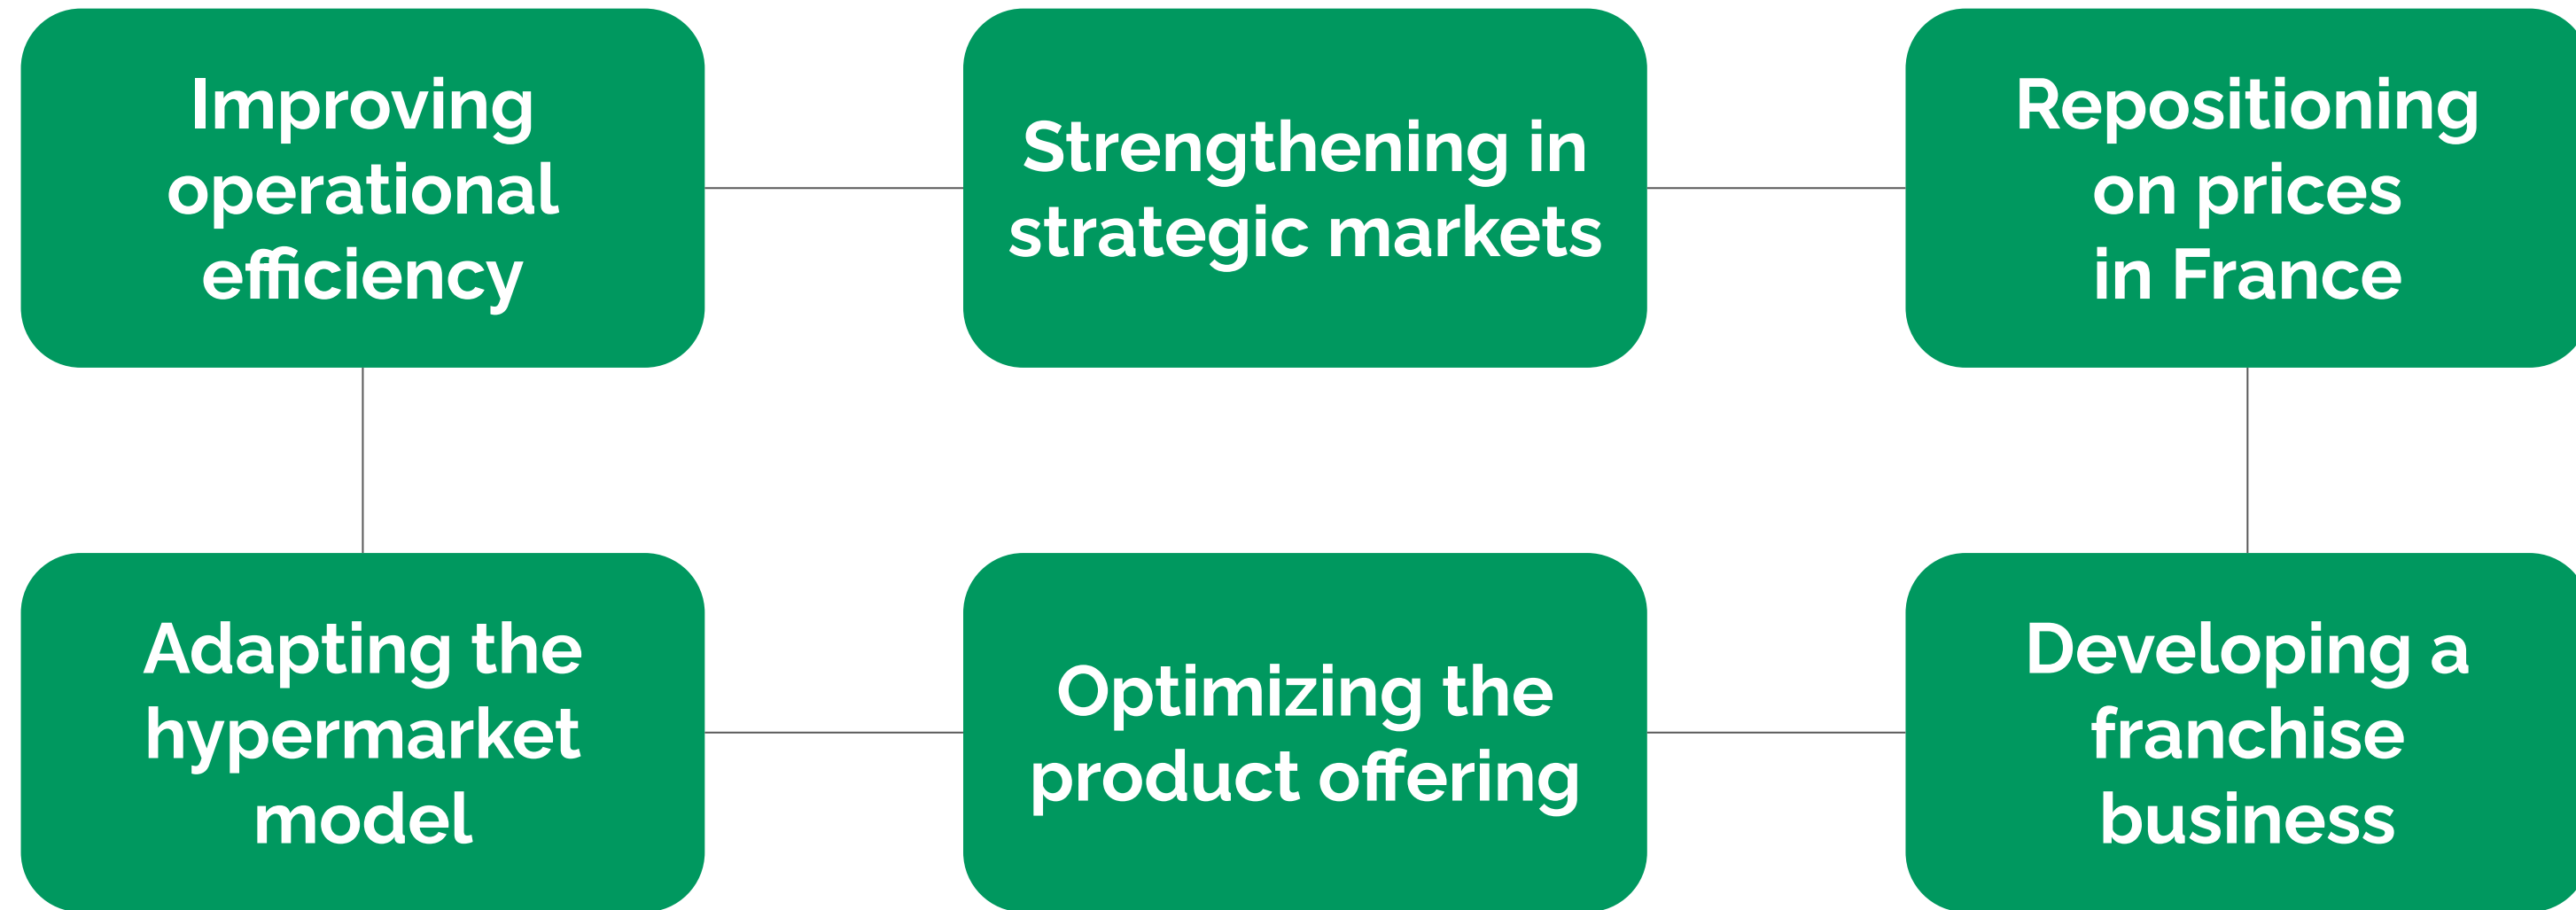 Improving
operational
efficiency
Strengthening in
strategic markets
Repositioning
on prices
in France
Adapting the
hypermarket
model
Optimizing the
product offering
Developing a
franchise
business